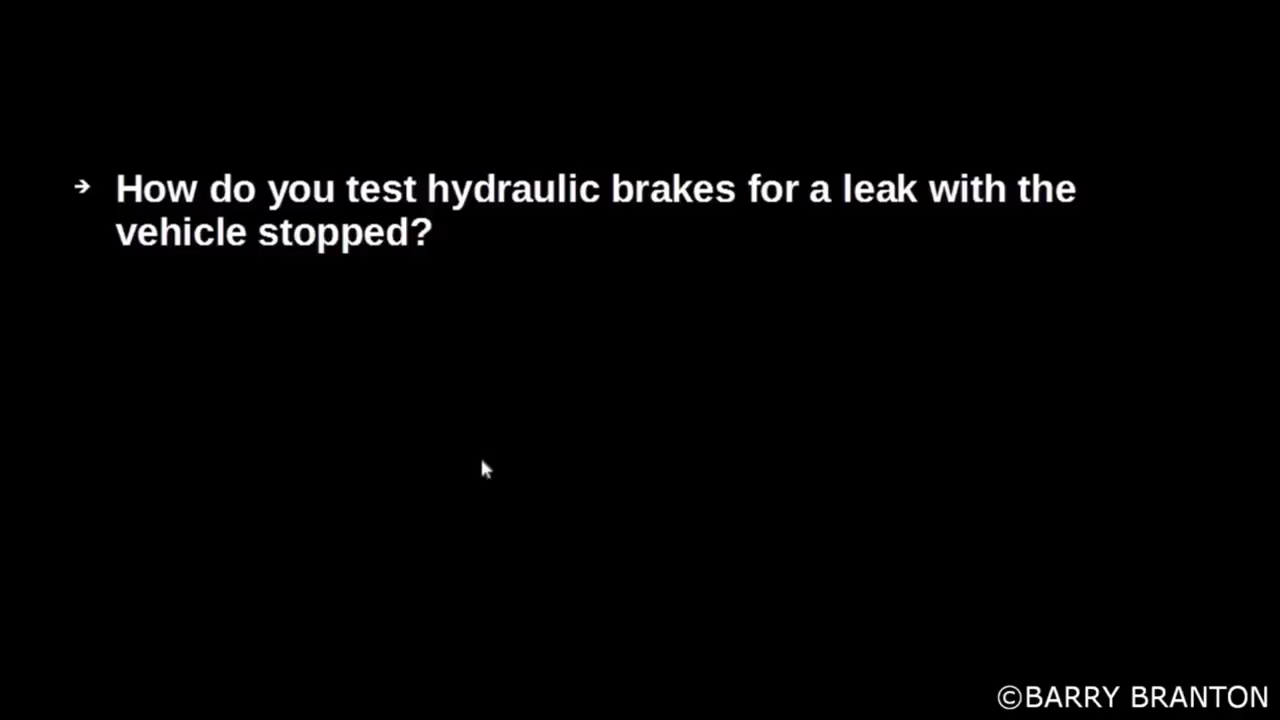 ➔ How do you test hydraulic brakes for a leak with the
vehicle stopped?
©BARRY BRANTON